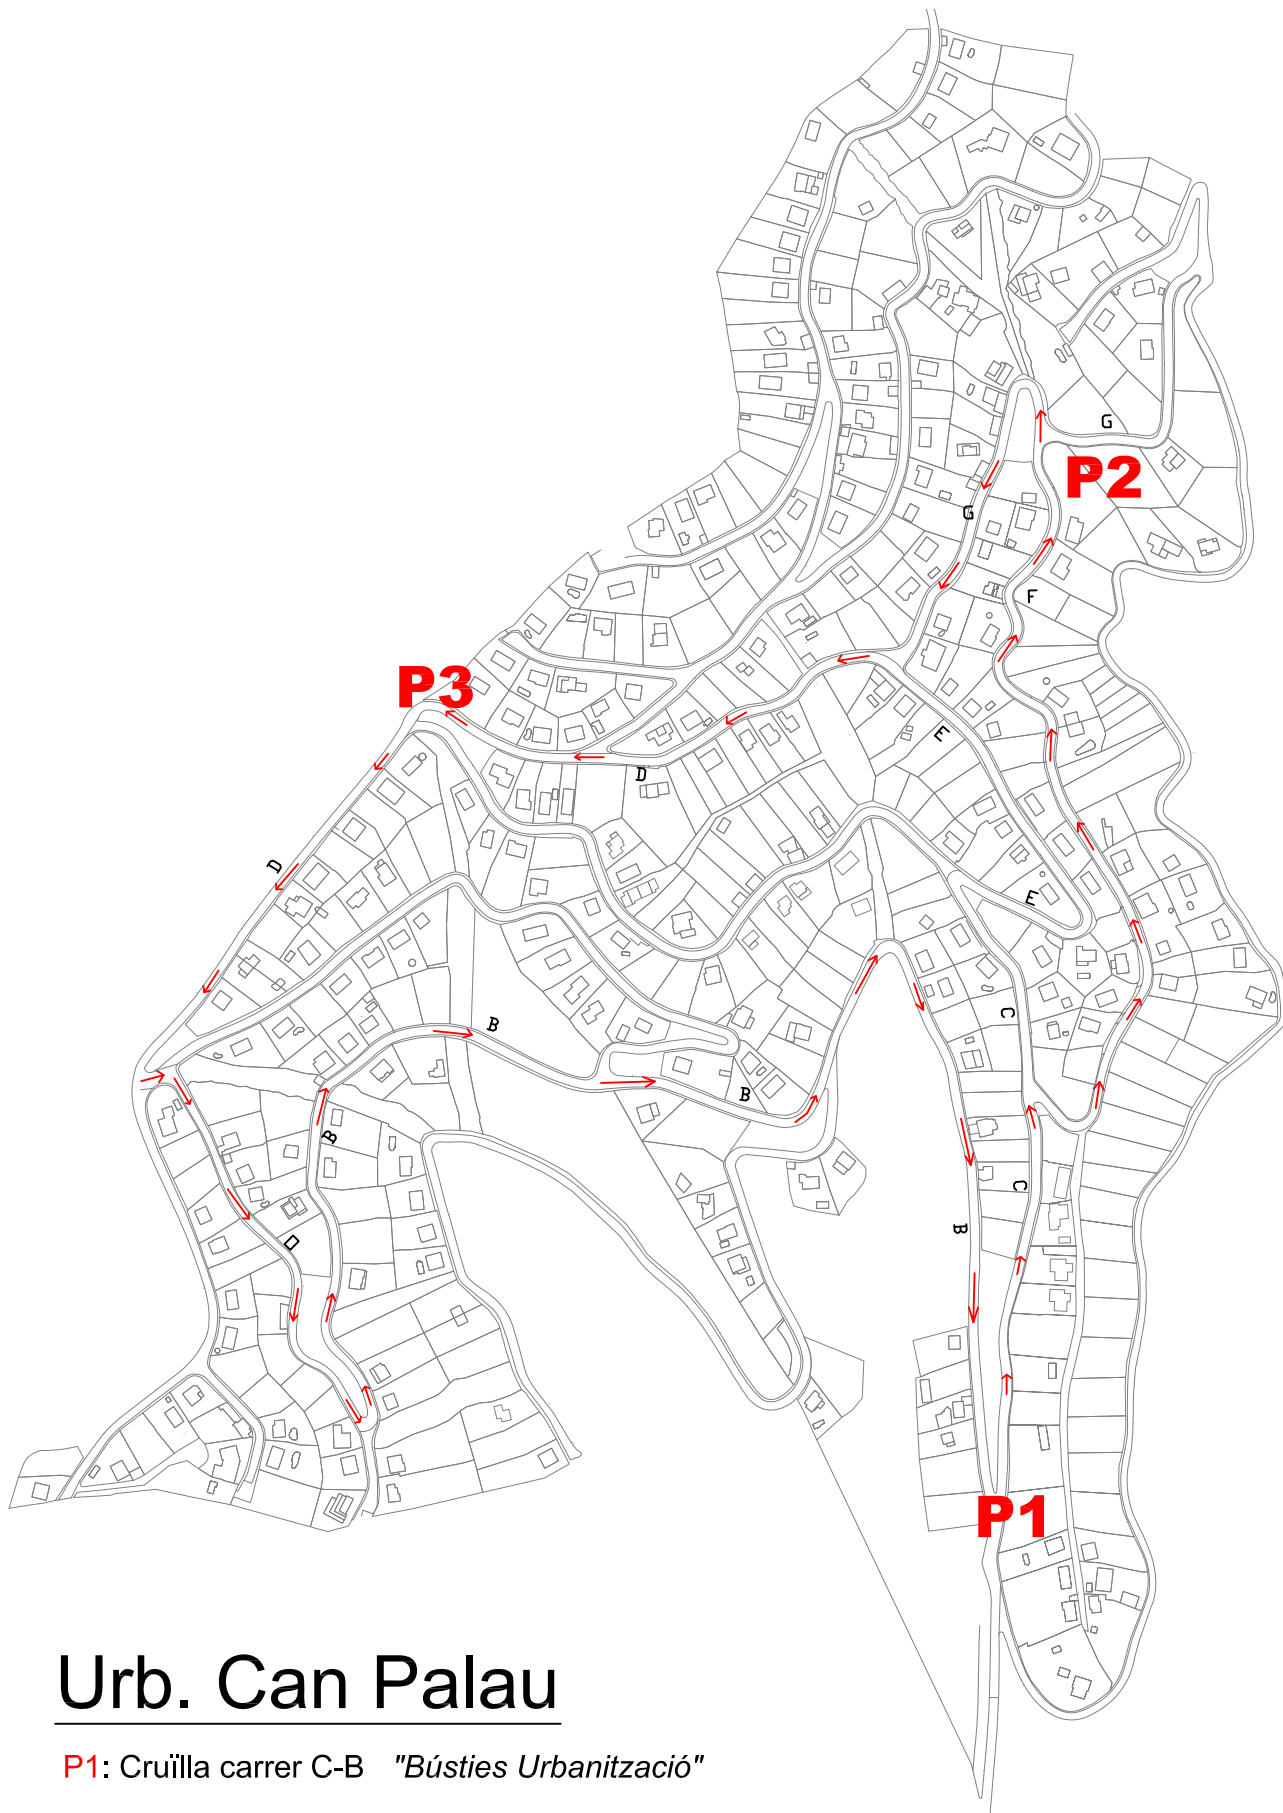 G
P2
G
F
P3
E
D
D
E
C
B
B
B
C
B
D
P1
Urb. Can Palau
P1: Cruïlla carrer C-B "Bústies Urbanització"